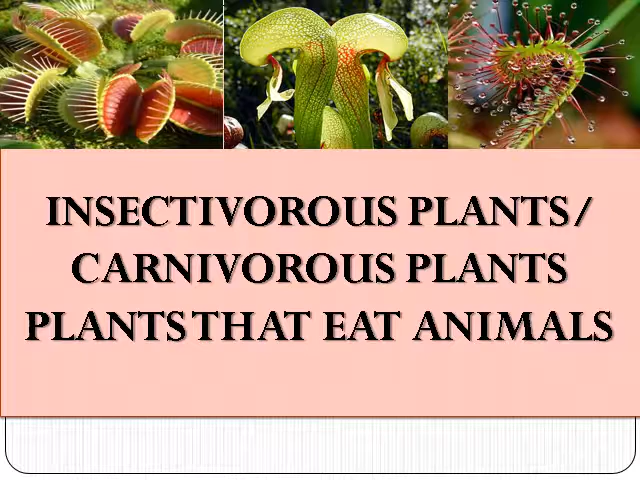 INSECTIVOROUS PLANTS /
CARNIVOROUS PLANTS
PLANTS THAT EAT ANIMALS